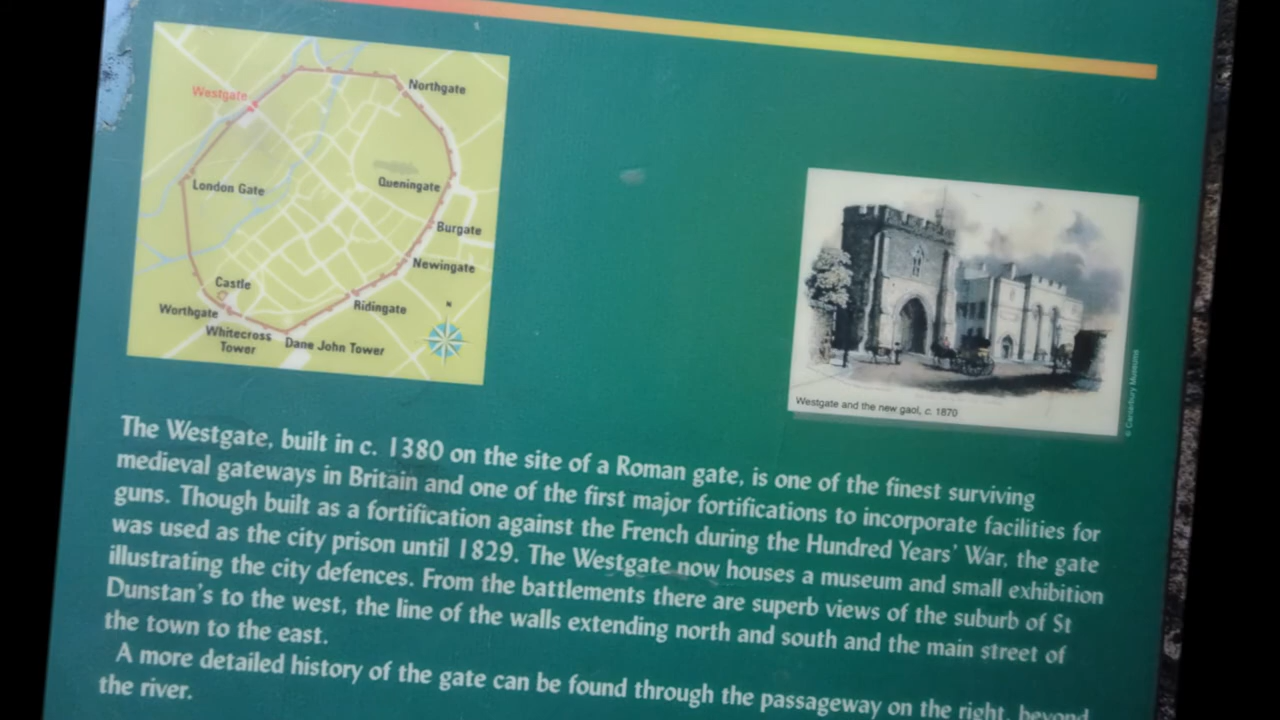 Westgate
Northgate
London Gate
Queningate
Burgate
Newingate
Castle
Ridingate
Worthgate
Whitecross
Tower
Dane John Tower
N
Westgate and the new gaol, c. 1870
© Canterbury Museums
The Westgate, built in c. 1380 on the site of a Roman gate, is one of the finest surviving
medieval gateways in Britain and one of the first major fortifications to incorporate facilities for
guns. Though built as a fortification against the French during the Hundred Years' War, the gate
was used as the city prison until 1829. The Westgate now houses a museum and small exhibition
illustrating the city defences. From the battlements there are superb views of the suburb of St
Dunstan's to the west, the line of the walls extending north and south and the main street of
the town to the east.
A more detailed history of the gate can be found through the passageway on the right, beyond
the river.